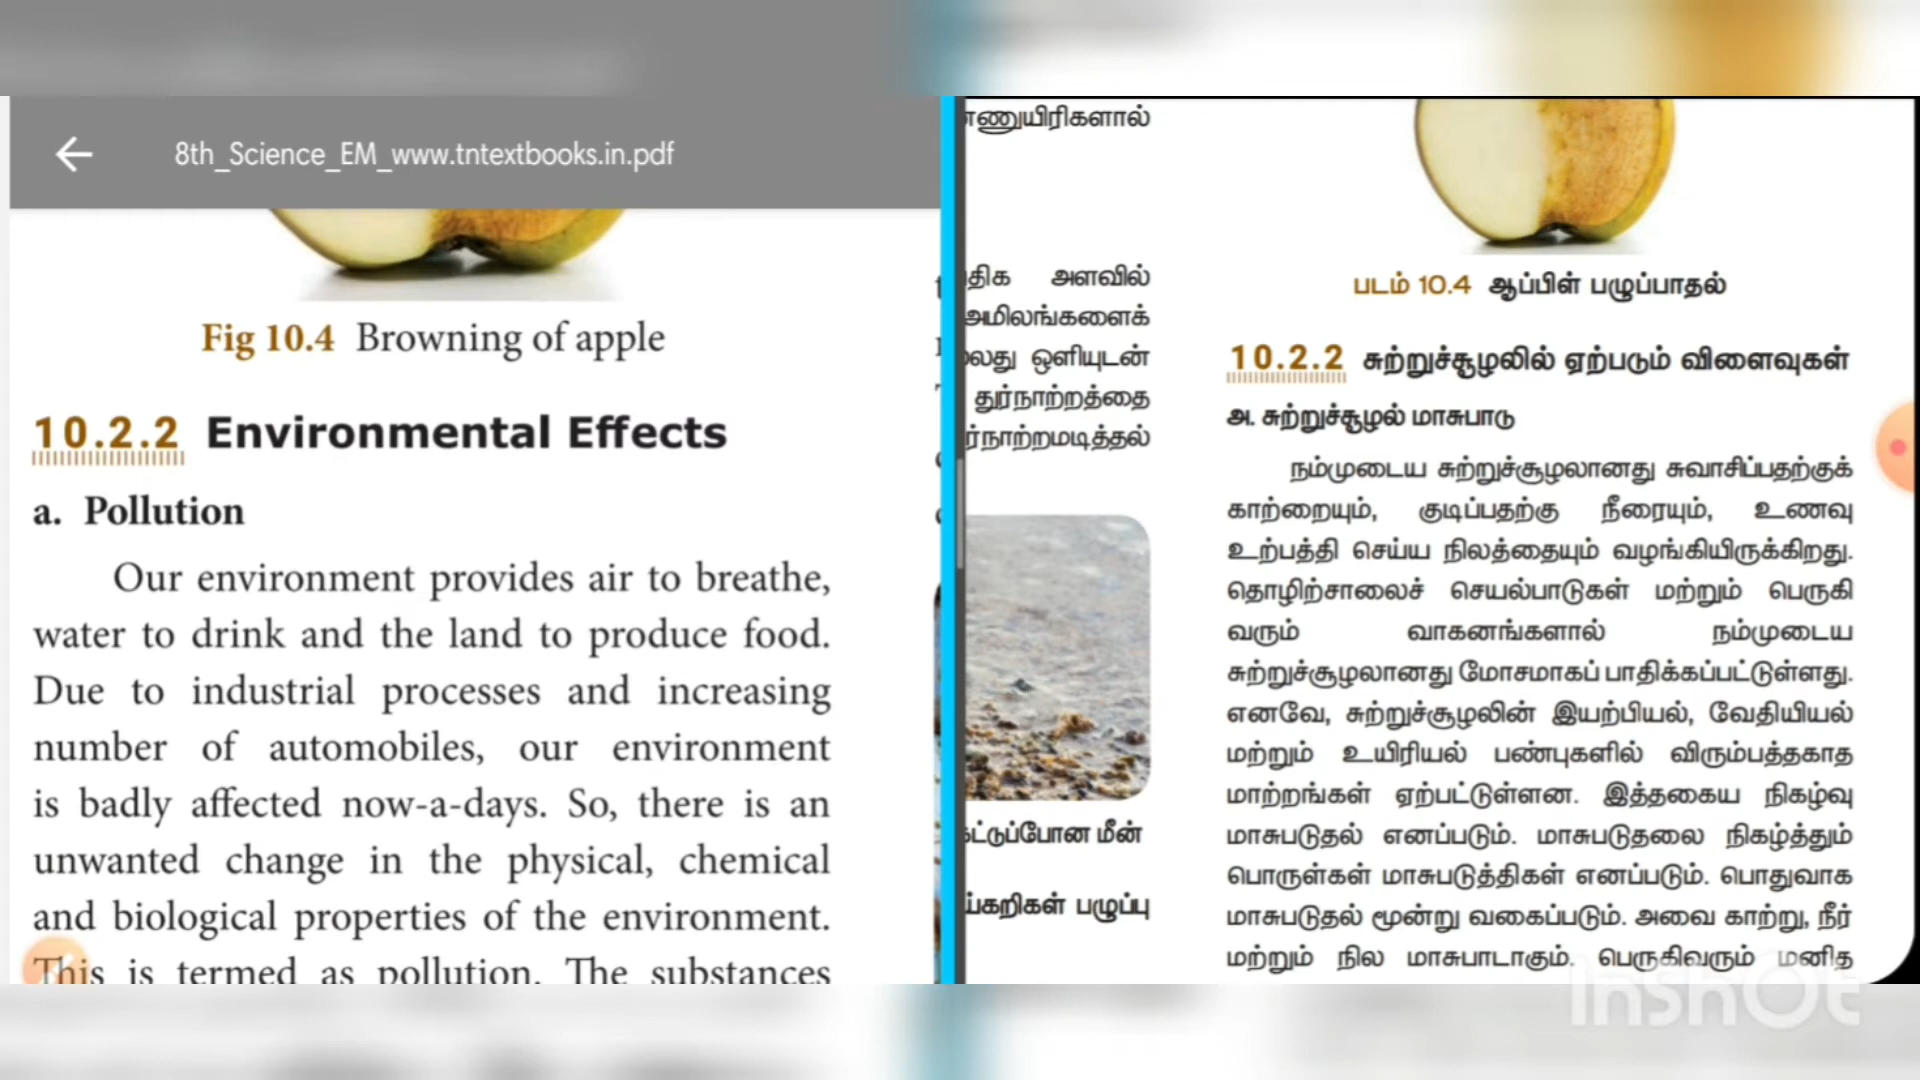 8th_Science_EM_www.tntextbooks.in.pdf
Fig 10.4 Browning of apple
10.2.2 Environmental Effects
a. Pollution
Our environment provides air to breathe,
water to drink and the land to produce food.
Due to industrial processes and increasing
number of automobiles, our environment
is badly affected now-a-days. So, there is an
unwanted change in the physical, chemical
and biological properties of the environment.
This is termed as pollution. The substances
அளவில்
ஒளியுடன்
துர்நாற்றத்தை
மீன்
பழுப்பு
படம் 10.4 ஆப்பிள் பழுப்பாதல்
10.2.2 சுற்றுச்சூழலில் ஏற்படும் விளைவுகள்
அ. சுற்றுச்சூழல் மாசுபாடு
நம்முடைய சுற்றுச்சூழலானது சுவாசிப்பதற்குக்
காற்றையும், குடிப்பதற்கு நீரையும், உணவு
உற்பத்தி செய்ய நிலத்தையும் வழங்கியிருக்கிறது.
தொழிற்சாலைச் செயல்பாடுகள் மற்றும் பெருகி
வரும் வாகனங்களால் நம்முடைய
சுற்றுச்சூழலானது மோசமாகப் பாதிக்கப்பட்டுள்ளது.
எனவே, சுற்றுச்சூழலின் இயற்பியல், வேதியியல்
மற்றும் உயிரியல் பண்புகளில் விரும்பத்தகாத
மாற்றங்கள் ஏற்பட்டுள்ளன. இத்தகைய நிகழ்வு
மாசுபடுதல் எனப்படும். மாசுபடுதலை நிகழ்த்தும்
பொருள்கள் மாசுபடுத்திகள் எனப்படும். பொதுவாக
மாசுபடுதல் மூன்று வகைப்படும். அவை காற்று, நீர்
மற்றும் நில மாசுபாடாகும். பெருகிவரும் மனித
InShOt